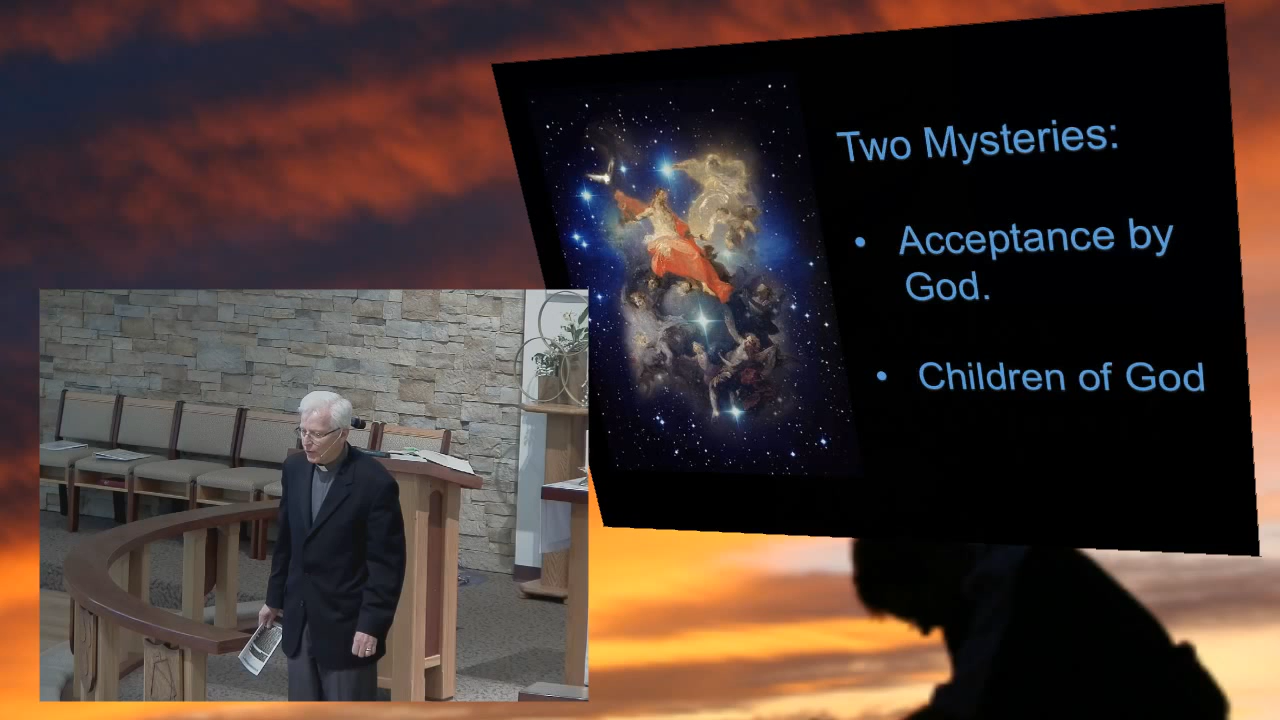 Two Mysteries:
• Acceptance by
God.
• Children of God